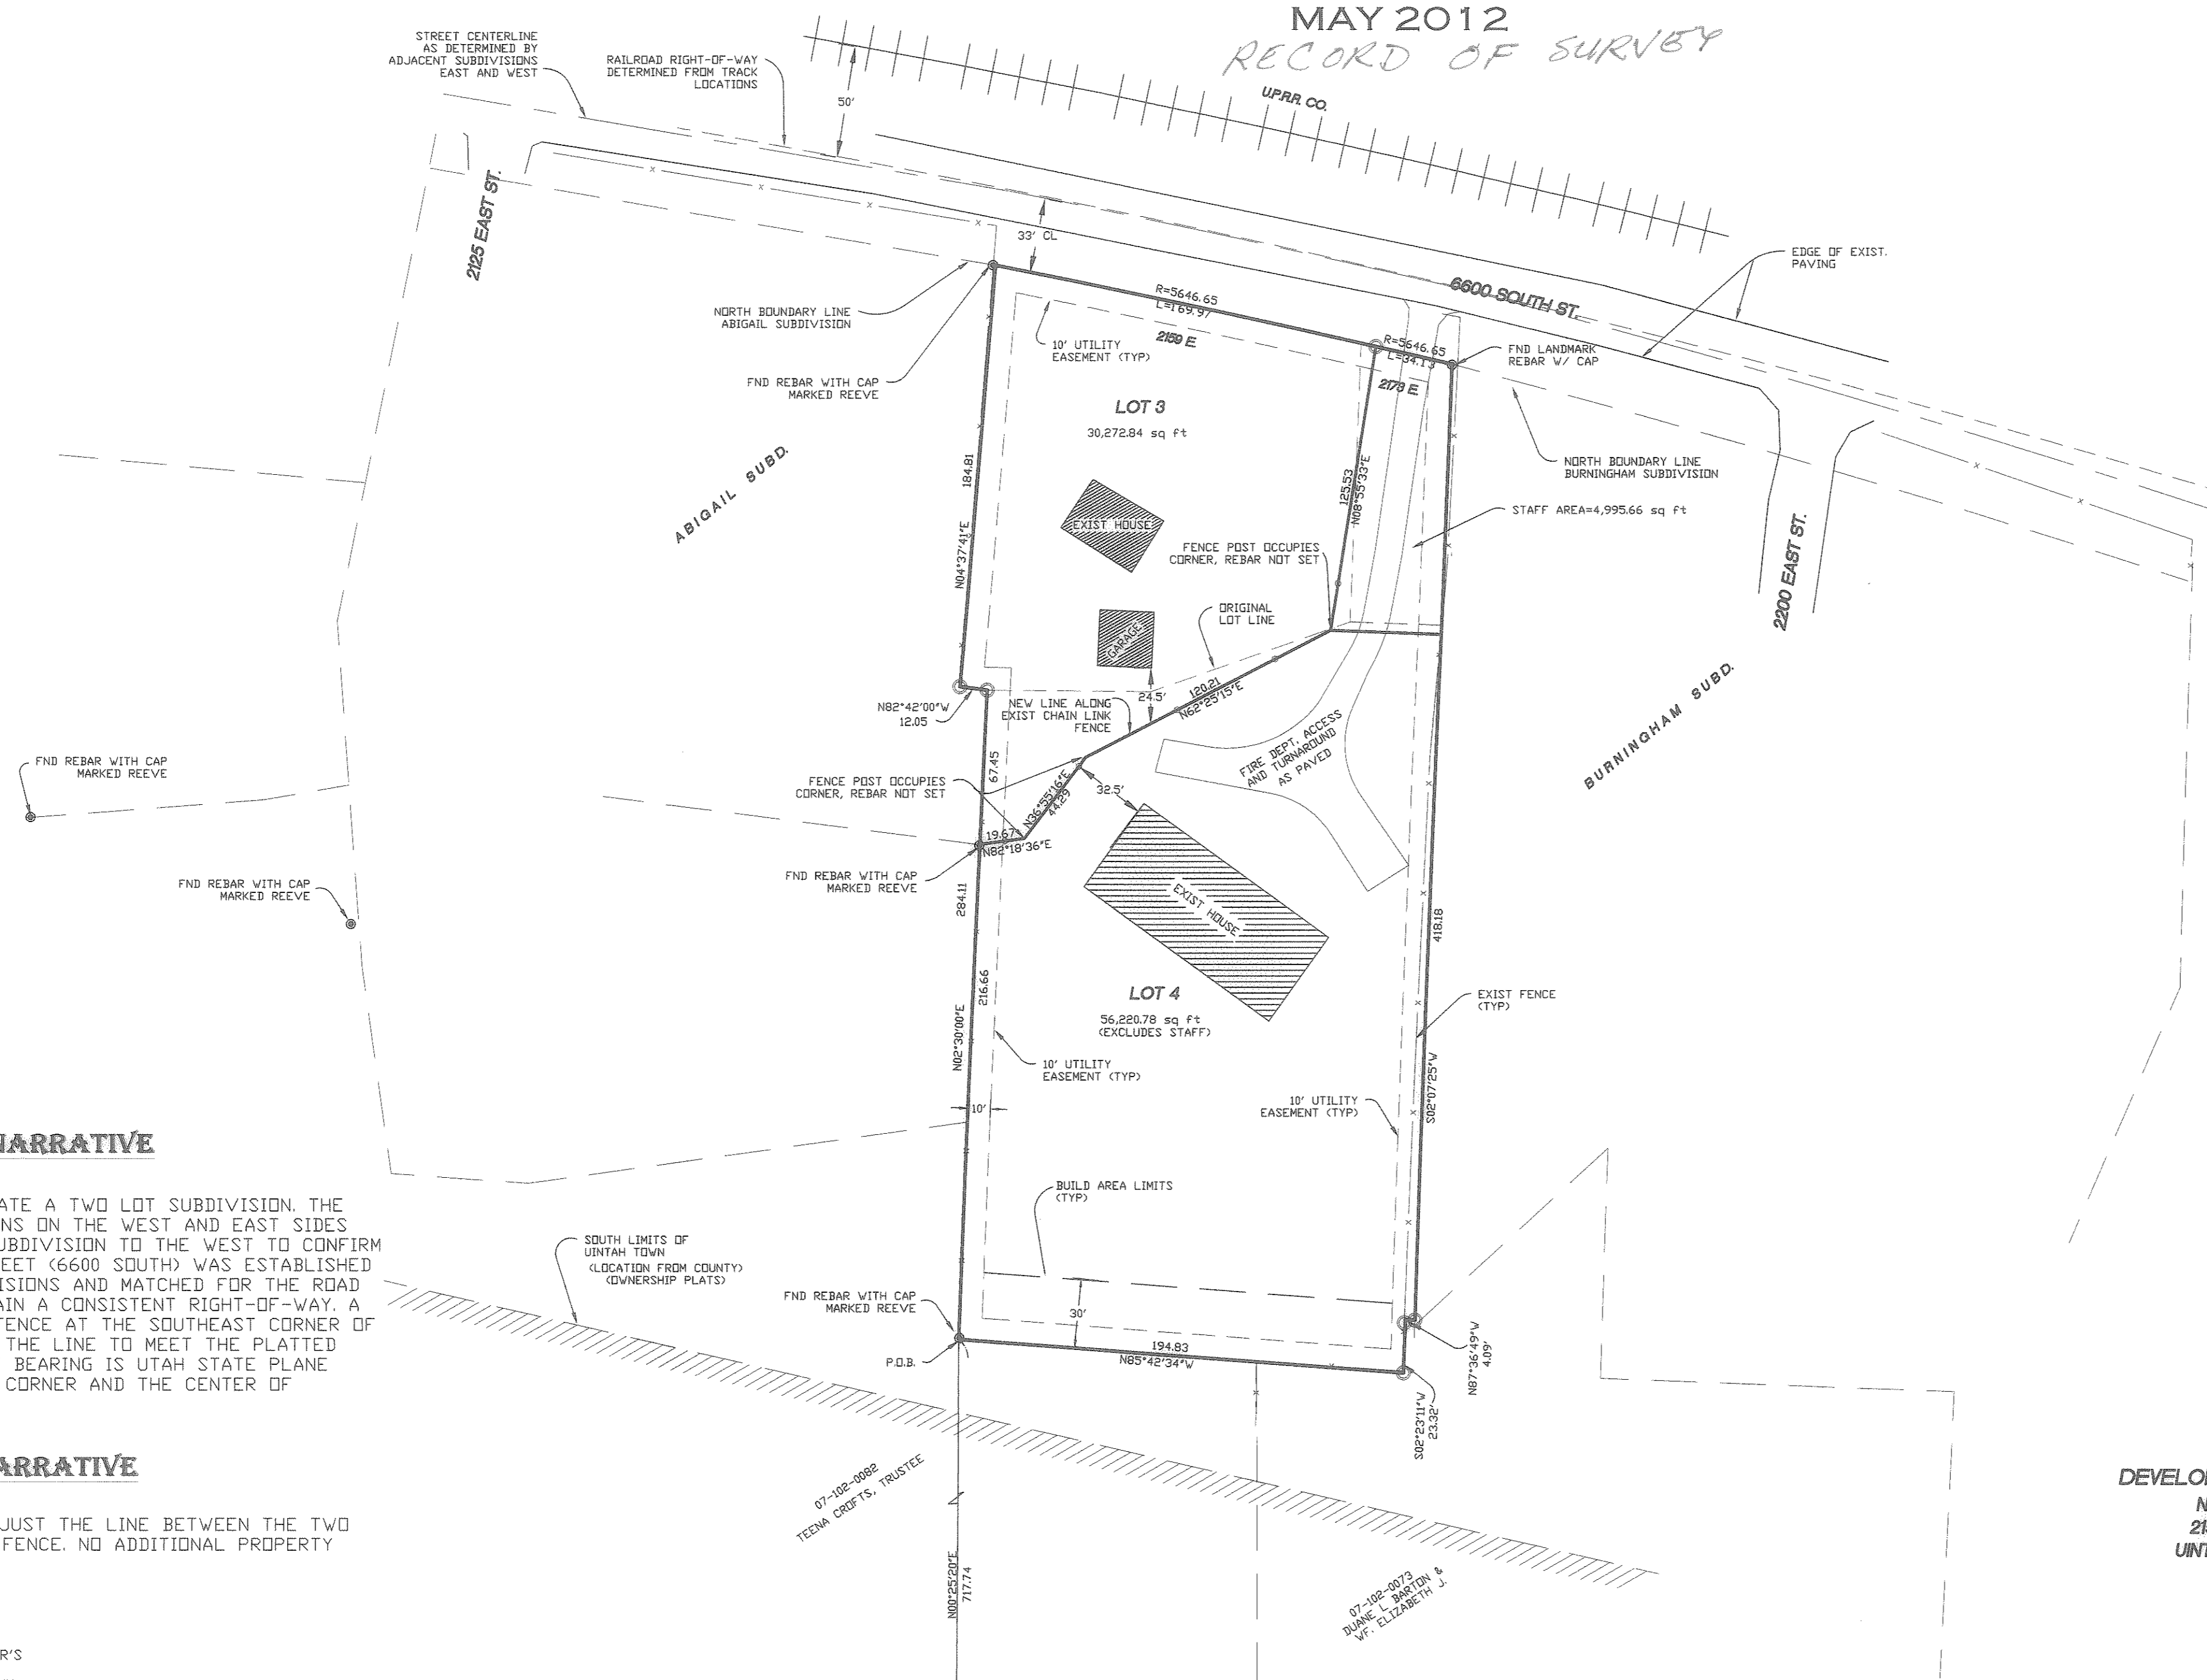 MAY 2012
RECORD OF SURVEY
STREET CENTERLINE
AS DETERMINED BY
ADJACENT SUBDIVISIONS
EAST AND WEST
RAILROAD RIGHT-OF-WAY
DETERMINED FROM TRACK
LOCATIONS
50'
U.P.R.R. CO.
2125 EAST ST.
33' CL
EDGE OF EXIST.
PAVING
6600 SOUTH ST.
NORTH BOUNDARY LINE
ABIGAIL SUBDIVISION
R=5646.65
L=169.97
2159 E.
10' UTILITY
EASEMENT (TYP)
R=5646.65
L=34.13
2173 E.
FND LANDMARK
REBAR W/ CAP
FND REBAR WITH CAP
MARKED REEVE
LOT 3
30,272.84 sq ft
NORTH BOUNDARY LINE
BURNINGHAM SUBDIVISION
ABIGAIL SUBD.
184.81
N04°37'41"E
125.53
N08°55'33"E
STAFF AREA=4,995.66 sq ft
EXIST HOUSE
FENCE POST OCCUPIES
CORNER, REBAR NOT SET
2200 EAST ST.
ORIGINAL
LOT LINE
GARAGE
24.5'
120.21
N62°25'15"E
N82°42'00"W
12.05
NEW LINE ALONG
EXIST CHAIN LINK
FENCE
BURNINGHAM SUBD.
FIRE DEPT. ACCESS
AND TURNAROUND
AS PAVED
FND REBAR WITH CAP
MARKED REEVE
67.45
FENCE POST OCCUPIES
CORNER, REBAR NOT SET
N36°55'16"E
44.29
32.5'
19.67
N82°18'36"E
FND REBAR WITH CAP
MARKED REEVE
FND REBAR WITH CAP
MARKED REEVE
284.11
EXIST HOUSE
418.18
216.66
LOT 4
56,220.78 sq ft
(EXCLUDES STAFF)
EXIST FENCE
(TYP)
N02°30'00"E
10' UTILITY
EASEMENT (TYP)
10' UTILITY
EASEMENT (TYP)
S02°07'25"W
10'
NARRATIVE
ATE A TWO LOT SUBDIVISION. THE
NS ON THE WEST AND EAST SIDES
UBDIVISION TO THE WEST TO CONFIRM
EET (6600 SOUTH) WAS ESTABLISHED
ISIONS AND MATCHED FOR THE ROAD
AIN A CONSISTENT RIGHT-OF-WAY. A
FENCE AT THE SOUTHEAST CORNER OF
THE LINE TO MEET THE PLATTED
BEARING IS UTAH STATE PLANE
CORNER AND THE CENTER OF
BUILD AREA LIMITS
(TYP)
SOUTH LIMITS OF
UINTAH TOWN
(LOCATION FROM COUNTY)
(OWNERSHIP PLATS)
FND REBAR WITH CAP
MARKED REEVE
30'
P.O.B.
194.83
N85°42'34"W
N87°36'49"W
4.09'
S02°23'11"W
23.32'
07-102-0082
TEENA CROFTS, TRUSTEE
ARRATIVE
JUST THE LINE BETWEEN THE TWO
FENCE. NO ADDITIONAL PROPERTY
N00°25'20"E
717.74
07-102-0073
DUANE L BARTON &
WF. ELIZABETH J.
DEVELO
N
21
UINT
R'S